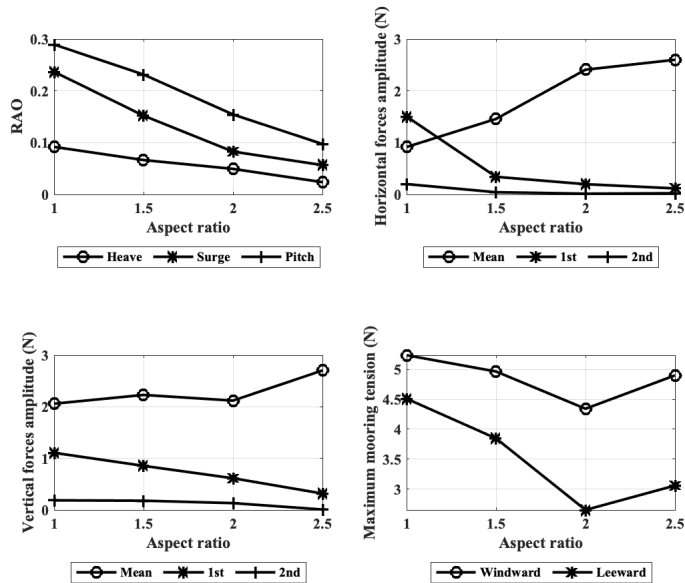 0.3
0.2
0.1
0
RAO
1 1.5 2 2.5
Aspect ratio
Heave Surge Pitch
3
2
1
0
Horizontal forces amplitude (N)
1 1.5 2 2.5
Aspect ratio
Mean 1st 2nd
3
2
1
0
Vertical forces amplitude (N)
1 1.5 2 2.5
Aspect ratio
Mean 1st 2nd
5
4.5
4
3.5
3
Maximum mooring tension (N)
1 1.5 2 2.5
Aspect ratio
Windward Leeward